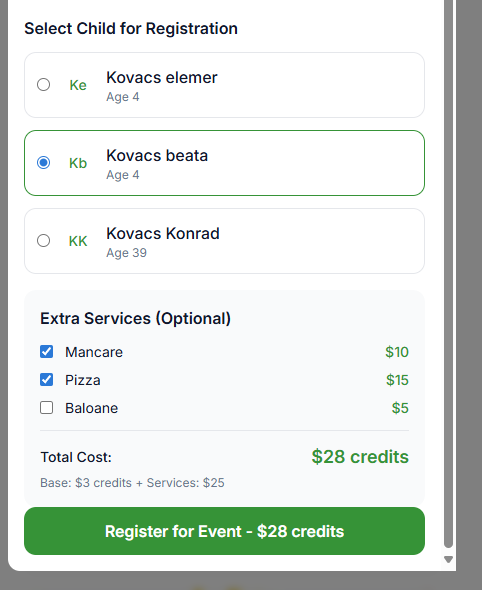 Select Child for Registration
Ke
Kovacs elemer
Age 4
Kb
Kovacs beata
Age 4
KK
Kovacs Konrad
Age 39
Extra Services (Optional)
Mancare $10
Pizza $15
Baloane $5
Total Cost: $28 credits
Base: $3 credits + Services: $25
Register for Event - $28 credits